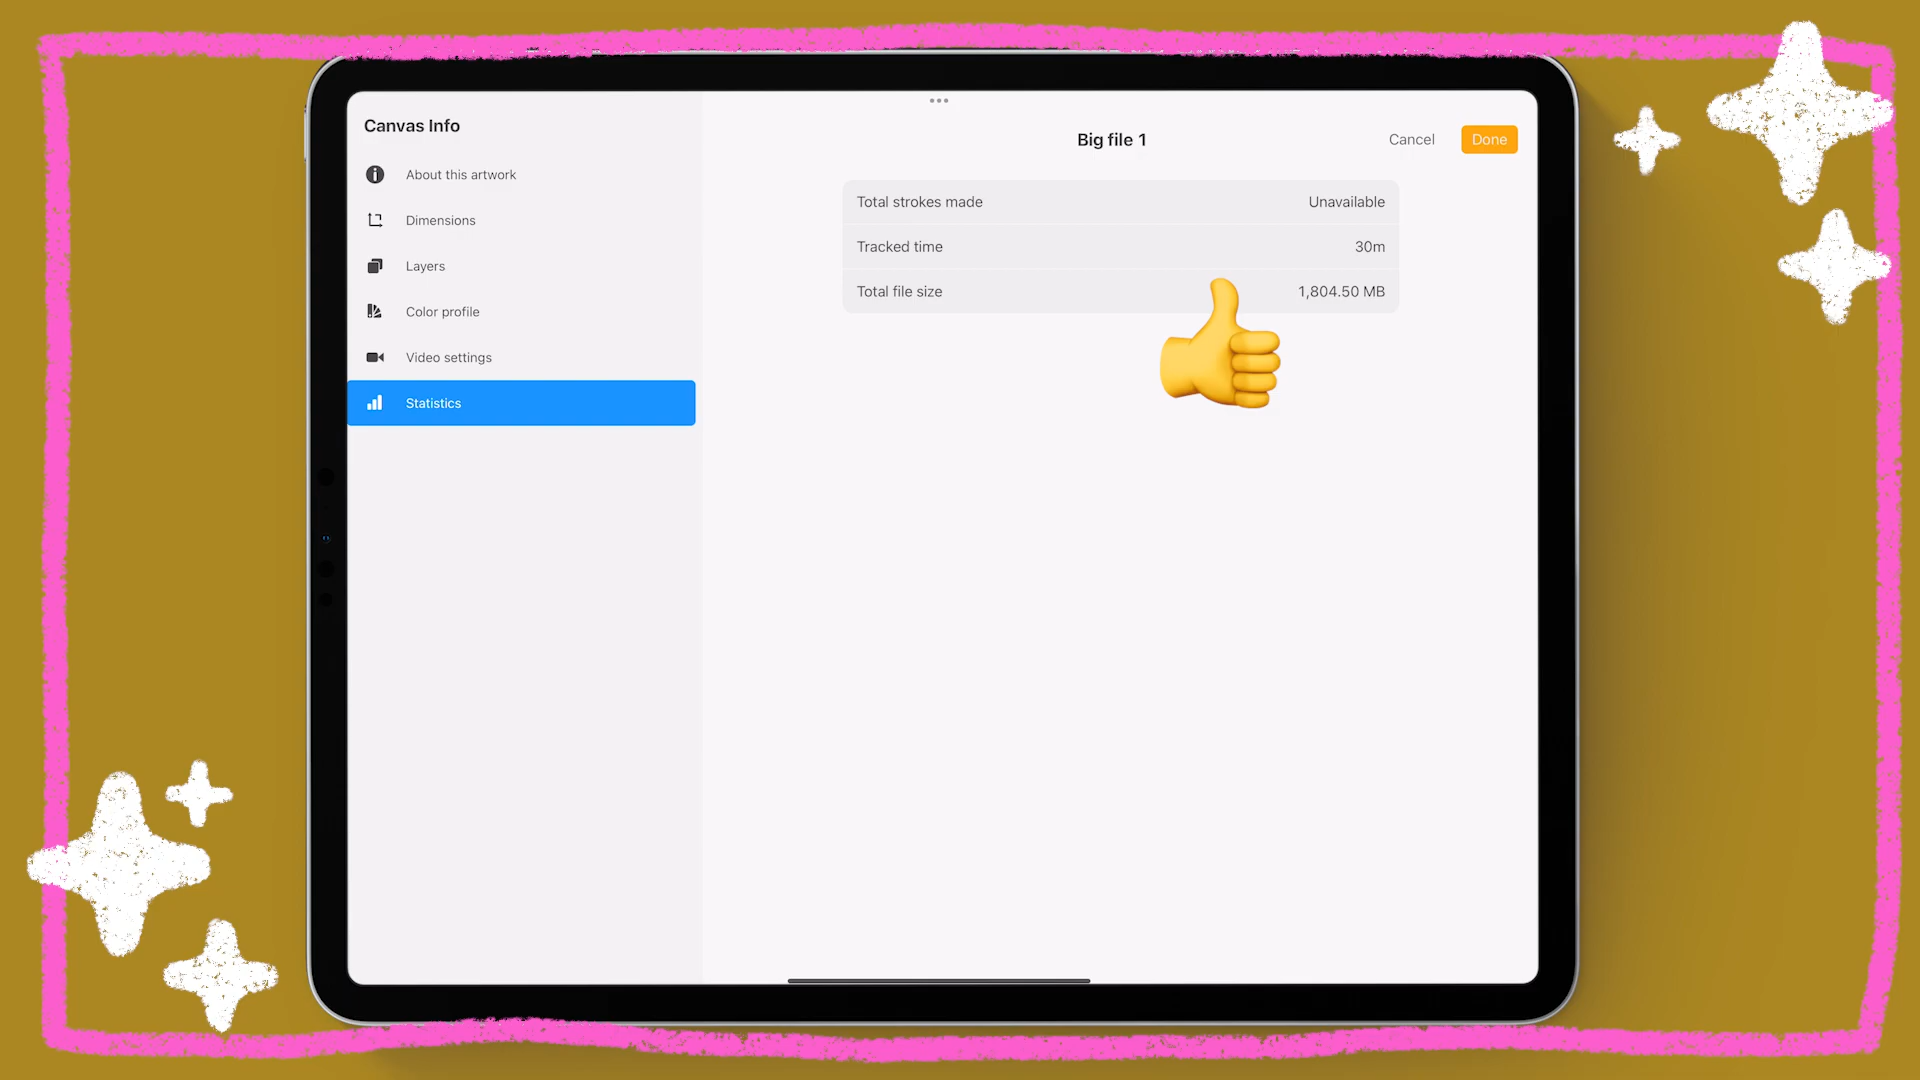 Canvas Info
About this artwork
Dimensions
Layers
Color profile
Video settings
Statistics
Big file 1
Cancel
Done
Total strokes made Unavailable
Tracked time 30m
Total file size 1,804.50 MB